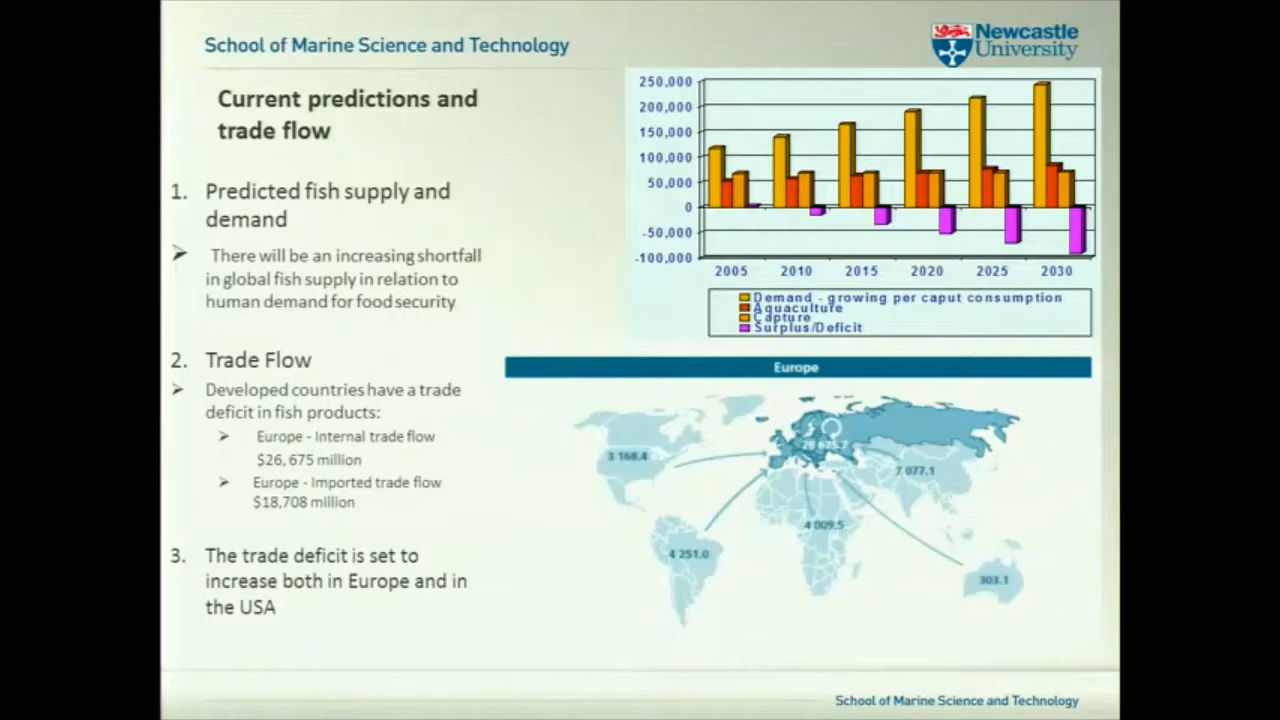 School of Marine Science and Technology
Newcastle
University
Current predictions and
trade flow
1. Predicted fish supply and
demand
There will be an increasing shortfall
in global fish supply in relation to
human demand for food security
2. Trade Flow
Developed countries have a trade
deficit in fish products:
Europe - Internal trade flow
$26, 675 million
Europe - Imported trade flow
$18,708 million
3. The trade deficit is set to
increase both in Europe and in
the USA
250,000
200,000
150,000
100,000
50,000
0
-50,000
-100,000
2005 2010 2015 2020 2025 2030
Demand - growing per caput consumption
Aquaculture
Capture
Surplus/Deficit
Europe
3 168.4
26 675.7
7 077.1
4 009.5
4 251.0
303.1
School of Marine Science and Technology